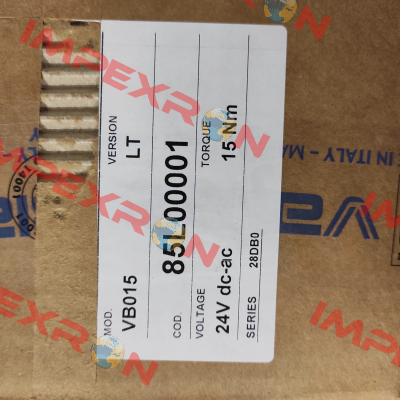 MOD. VERSION
VB015 LT
COD. 85L00001
VOLTAGE TORQUE
24V dc-ac 15 Nm
SERIES 28DB0
IN ITALY - MA
IMPEXRON
IMPEXRON
IMPEXRON